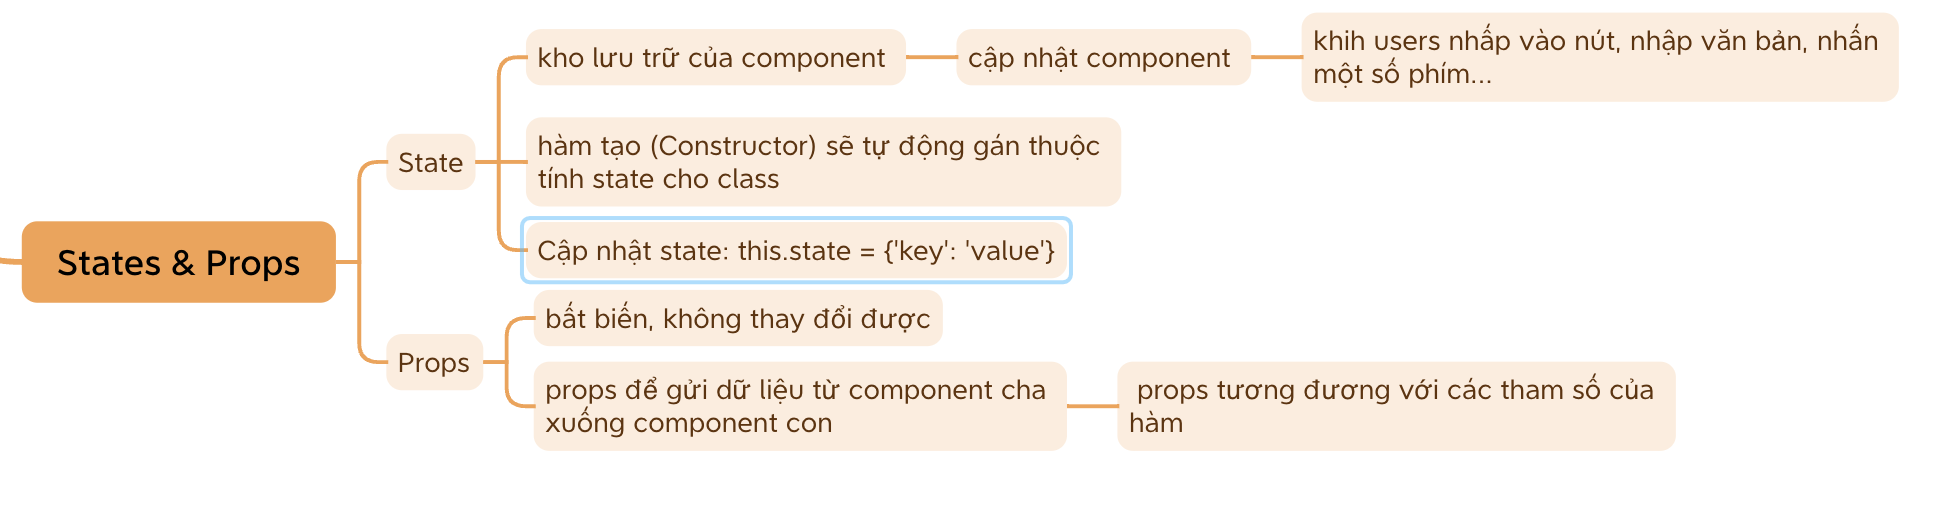 States & Props
State
kho lưu trữ của component
cập nhật component
khih users nhấp vào nút, nhập văn bản, nhấn
một số phím...
hàm tạo (Constructor) sẽ tự động gán thuộc
tính state cho class
Cập nhật state: this.state = {'key': 'value'}
Props
bất biến, không thay đổi được
props để gửi dữ liệu từ component cha
xuống component con
props tương đương với các tham số của
hàm